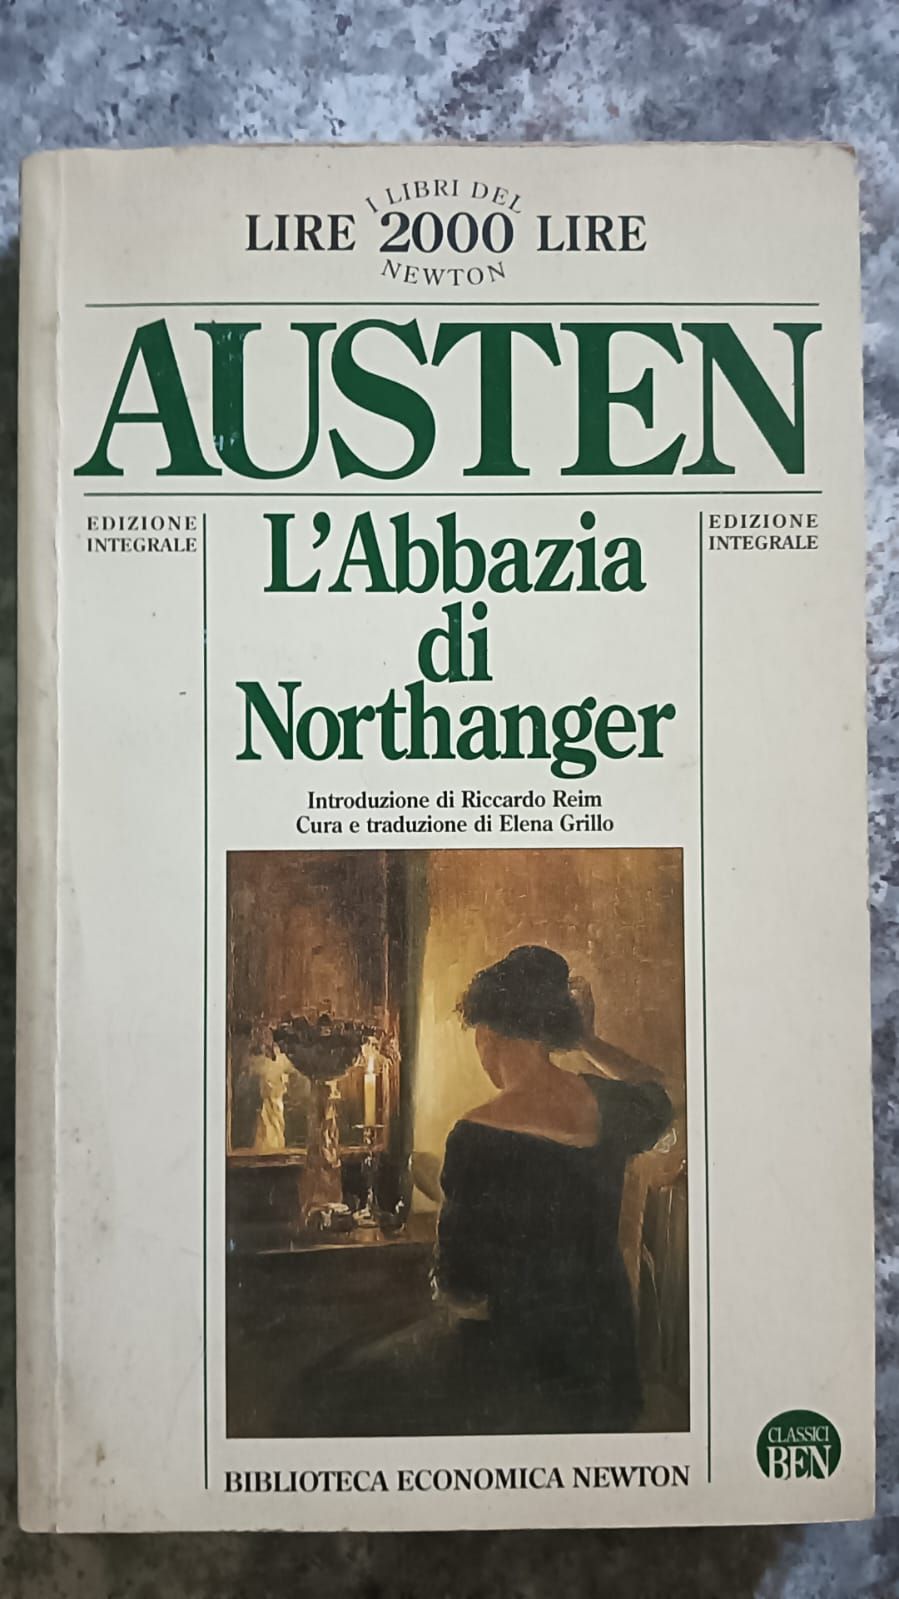 I LIBRI DEL
LIRE 2000 LIRE
NEWTON
AUSTEN
EDIZIONE
INTEGRALE
L'Abbazia
di
Northanger
EDIZIONE
INTEGRALE
Introduzione di Riccardo Reim
Cura e traduzione di Elena Grillo
CLASSICI
BEN
BIBLIOTECA ECONOMICA NEWTON